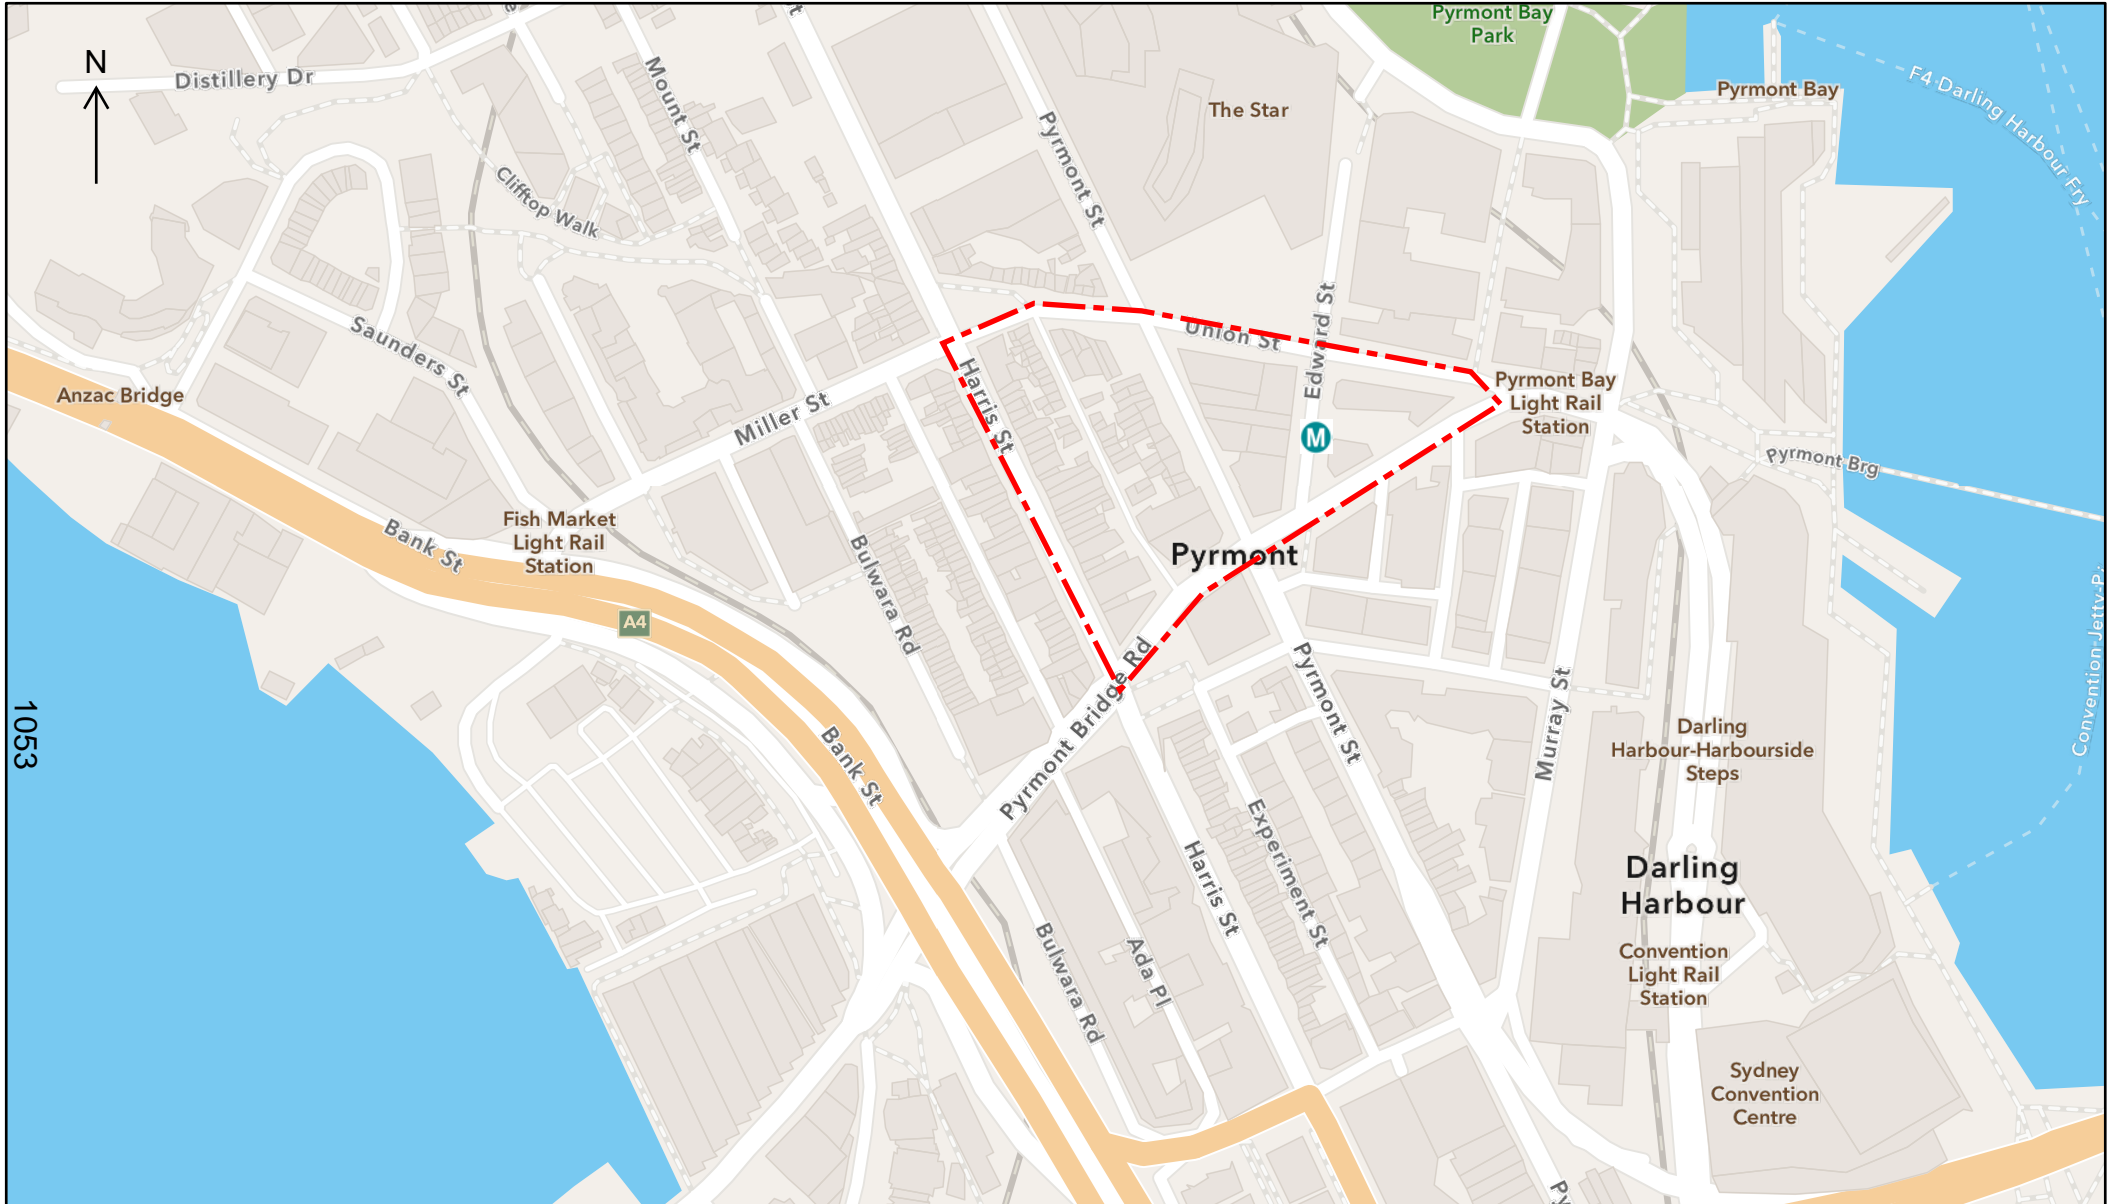 Pyrmont Bay
Park
N
Distillery Dr
Mount St
Pyrmont St
The Star
Pyrmont Bay
F4 Darling Harbour Fry
Clifftop Walk
Saunders St
Union St
Edward St
Harris St
Anzac Bridge
Miller St
Pyrmont Bay
Light Rail
Station
M
Pyrmont Brg
Fish Market
Light Rail
Station
Bank St
Bulwara Rd
Pyrmont
A4
1053
Pyrmont Bridge Rd
Pyrmont St
Murray St
Convention Jetty-Pi
Bank St
Darling
Harbour-Harbourside
Steps
Experiment St
Harris St
Darling
Harbour
Bulwara Rd
Ada Pl
Convention
Light Rail
Station
Sydney
Convention
Centre
Py